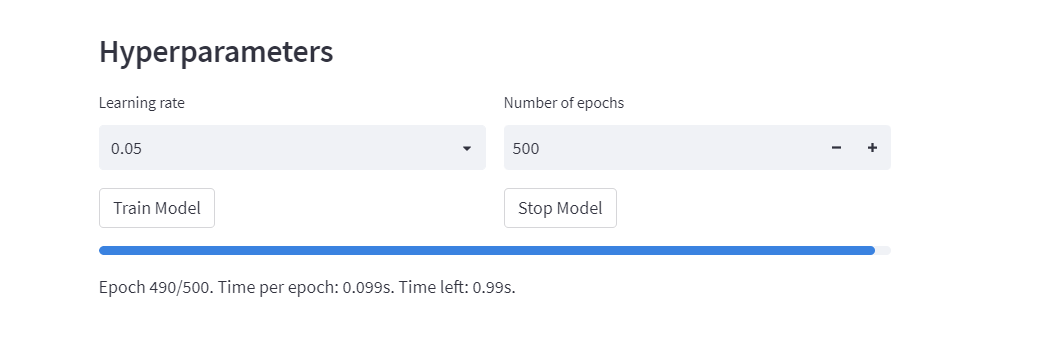 Hyperparameters
Learning rate
Number of epochs
0.05
500
Train Model
Stop Model
Epoch 490/500. Time per epoch: 0.099s. Time left: 0.99s.